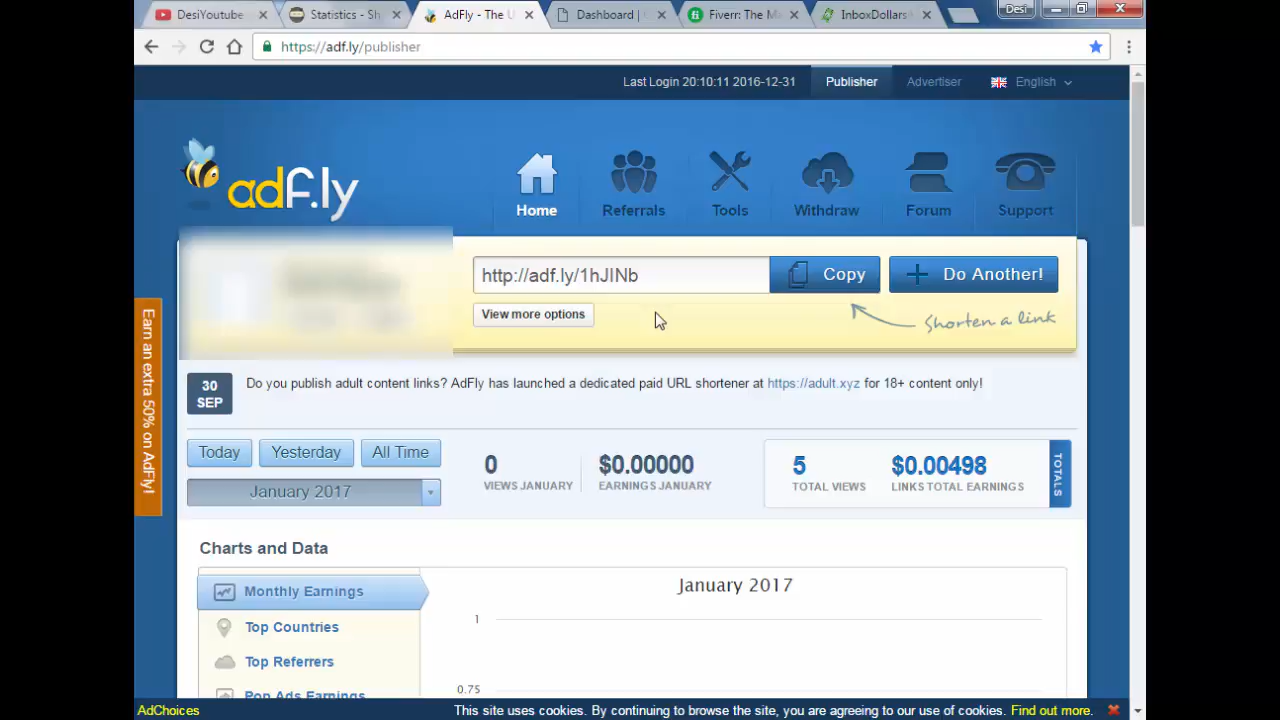 DesiYoutube
Statistics - Sh
AdFly - The U
Dashboard |
Fiverr: The Ma
InboxDollars
Desi
https://adf.ly/publisher
Last Login 20:10:11 2016-12-31
Publisher
Advertiser
English
adf.ly
Home
Referrals
Tools
Withdraw
Forum
Support
http://adf.ly/1hJINb
Copy
Do Another!
View more options
Shorten a link
Earn an extra 50% on AdFly!
30
SEP
Do you publish adult content links? AdFly has launched a dedicated paid URL shortener at https://adult.xyz for 18+ content only!
Today
Yesterday
All Time
January 2017
0
VIEWS JANUARY
$0.00000
EARNINGS JANUARY
5
TOTAL VIEWS
$0.00498
LINKS TOTAL EARNINGS
TOTALS
Charts and Data
Monthly Earnings
Top Countries
Top Referrers
Pop Ads Earnings
January 2017
1
0.75
AdChoices
This site uses cookies. By continuing to browse the site, you are agreeing to our use of cookies. Find out more.